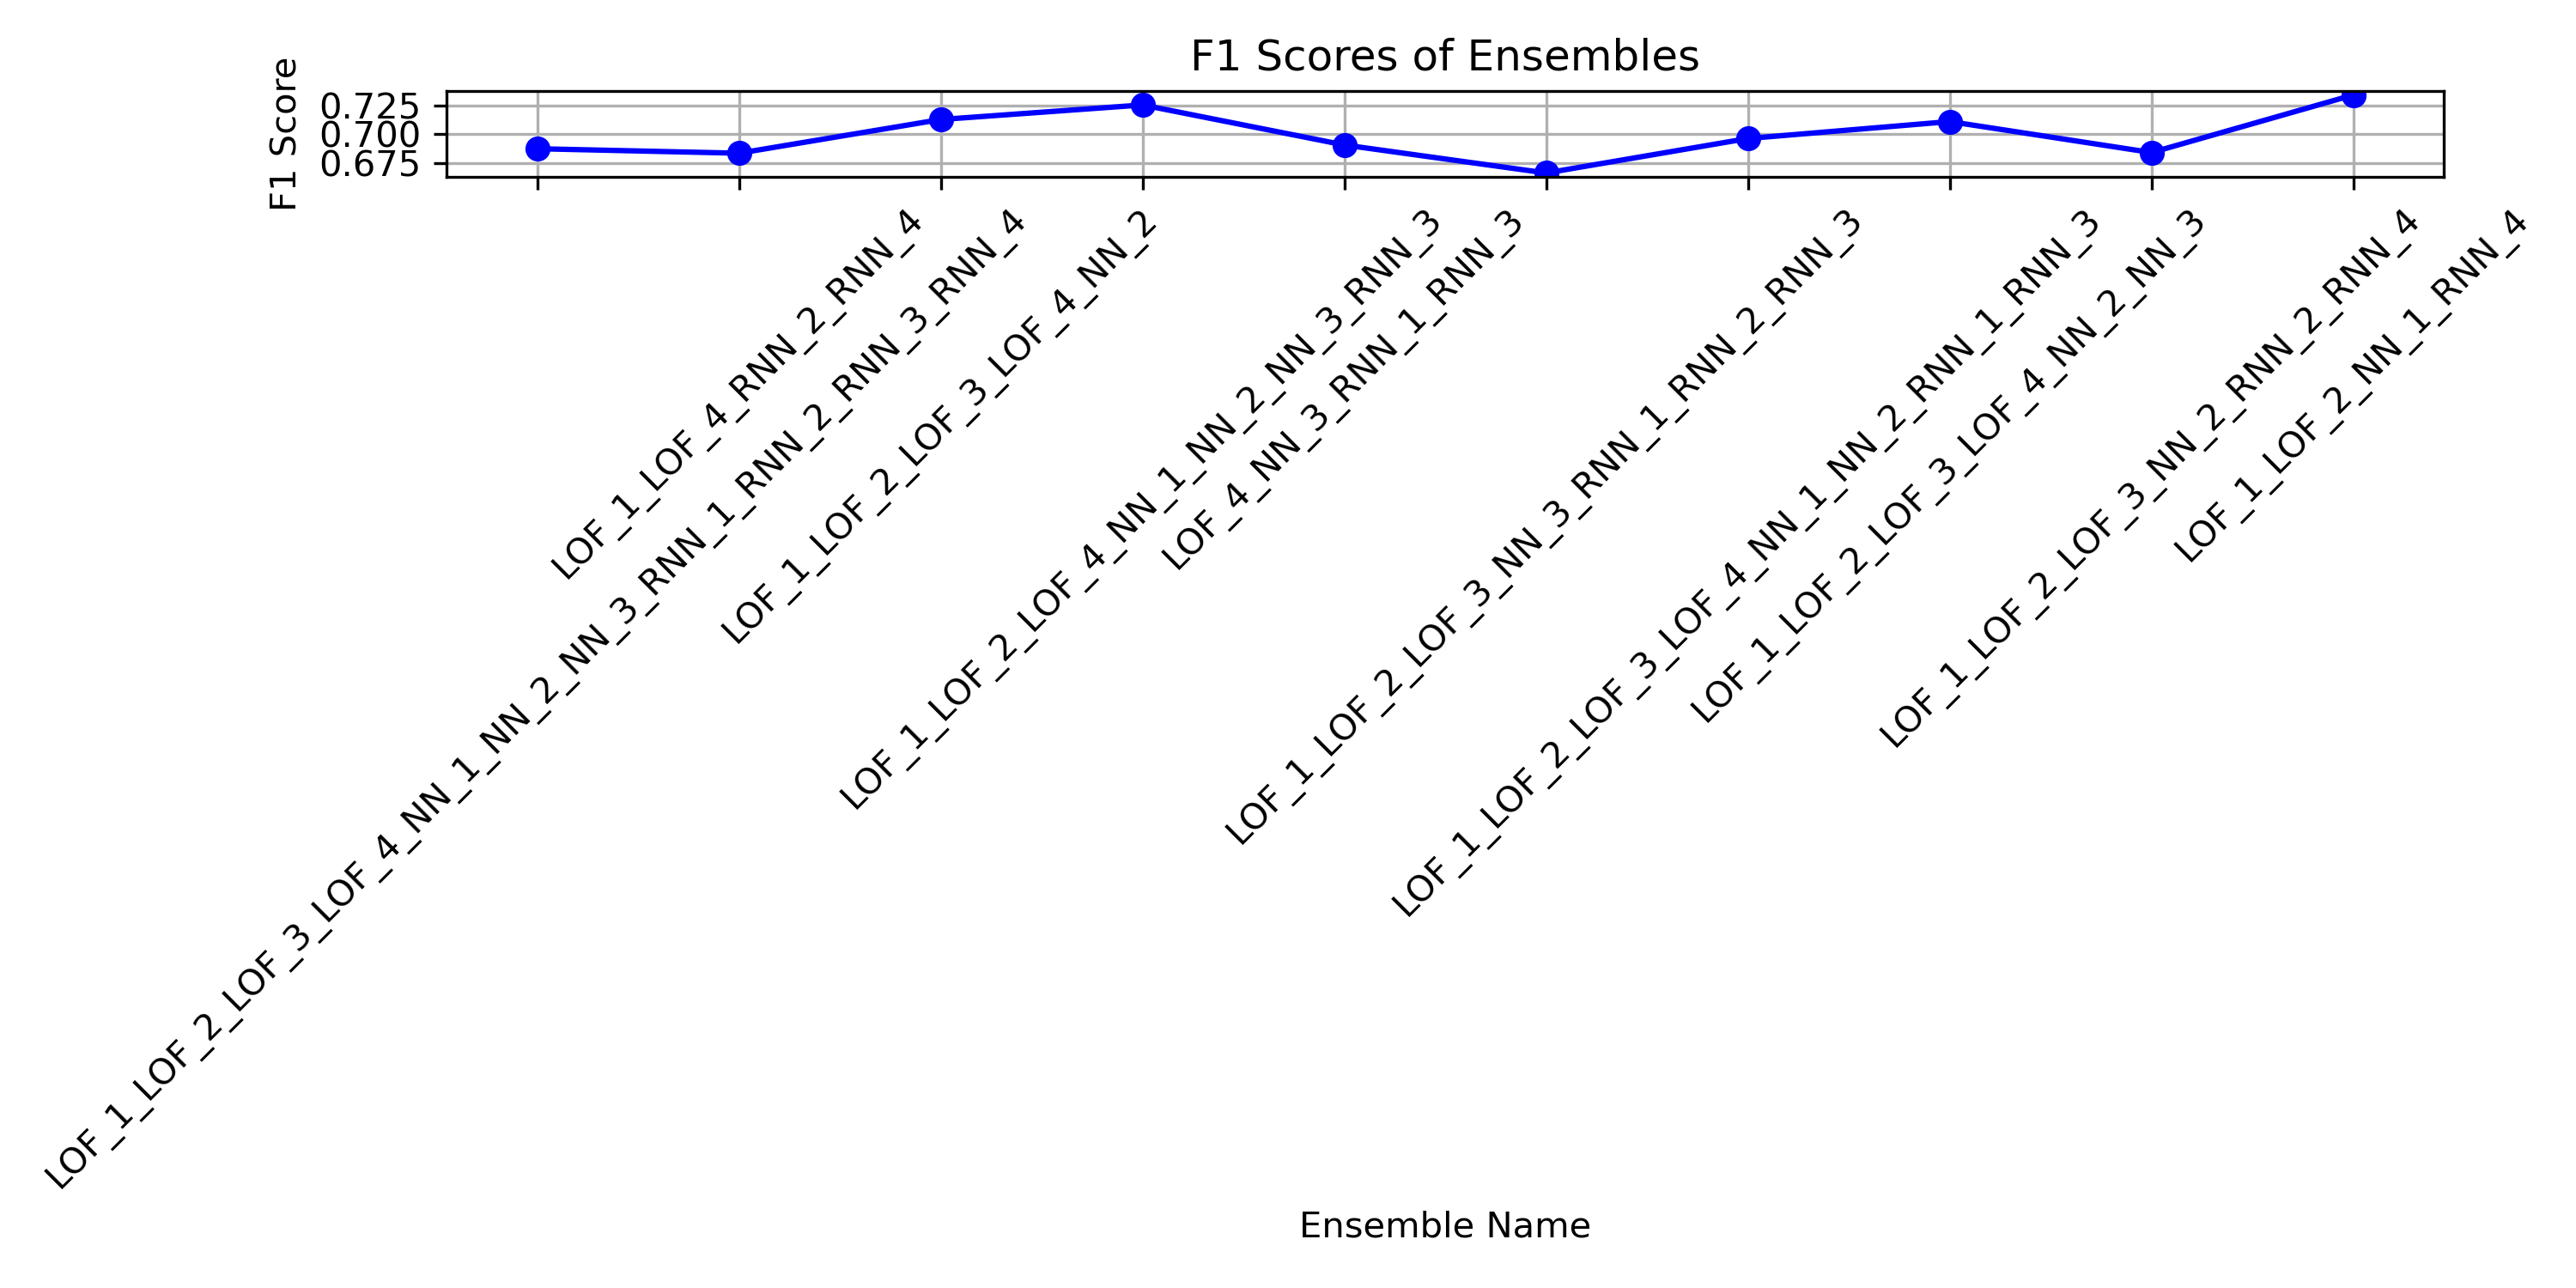 F1 Scores of Ensembles
F1 Score
0.725
0.700
0.675
LOF_1_LOF_4_RNN_2_RNN_4
LOF_1_LOF_2_LOF_3_LOF_4_NN_1_NN_2_NN_3_RNN_1_RNN_2_RNN_3_RNN_4
LOF_1_LOF_2_LOF_3_LOF_4_NN_2
LOF_1_LOF_2_LOF_4_NN_1_NN_2_NN_3_RNN_3
LOF_4_NN_3_RNN_1_RNN_3
LOF_1_LOF_2_LOF_3_NN_3_RNN_1_RNN_2_RNN_3
LOF_1_LOF_2_LOF_3_LOF_4_NN_1_NN_2_RNN_1_RNN_3
LOF_1_LOF_2_LOF_3_LOF_4_NN_2_NN_3
LOF_1_LOF_2_LOF_3_NN_2_RNN_2_RNN_4
LOF_1_LOF_2_NN_1_RNN_4
Ensemble Name